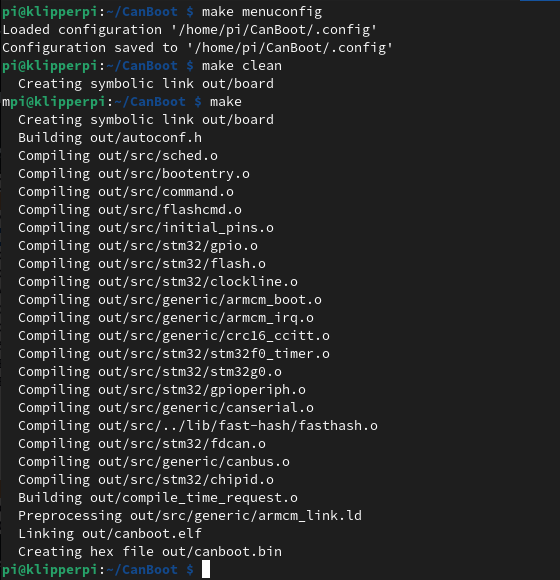 pi@klipperpi:~/CanBoot $ make menuconfig
Loaded configuration '/home/pi/CanBoot/.config'
Configuration saved to '/home/pi/CanBoot/.config'
pi@klipperpi:~/CanBoot $ make clean
  Creating symbolic link out/board
mpi@klipperpi:~/CanBoot $ make
  Creating symbolic link out/board
  Building out/autoconf.h
  Compiling out/src/sched.o
  Compiling out/src/bootentry.o
  Compiling out/src/command.o
  Compiling out/src/flashcmd.o
  Compiling out/src/initial_pins.o
  Compiling out/src/stm32/gpio.o
  Compiling out/src/stm32/flash.o
  Compiling out/src/stm32/clockline.o
  Compiling out/src/generic/armcm_boot.o
  Compiling out/src/generic/armcm_irq.o
  Compiling out/src/generic/crc16_ccitt.o
  Compiling out/src/stm32/stm32f0_timer.o
  Compiling out/src/stm32/stm32g0.o
  Compiling out/src/stm32/gpioperiph.o
  Compiling out/src/generic/canserial.o
  Compiling out/src/../lib/fast-hash/fasthash.o
  Compiling out/src/stm32/fdcan.o
  Compiling out/src/generic/canbus.o
  Compiling out/src/stm32/chipid.o
  Building out/compile_time_request.o
  Preprocessing out/src/generic/armcm_link.ld
  Linking out/canboot.elf
  Creating hex file out/canboot.bin
pi@klipperpi:~/CanBoot $